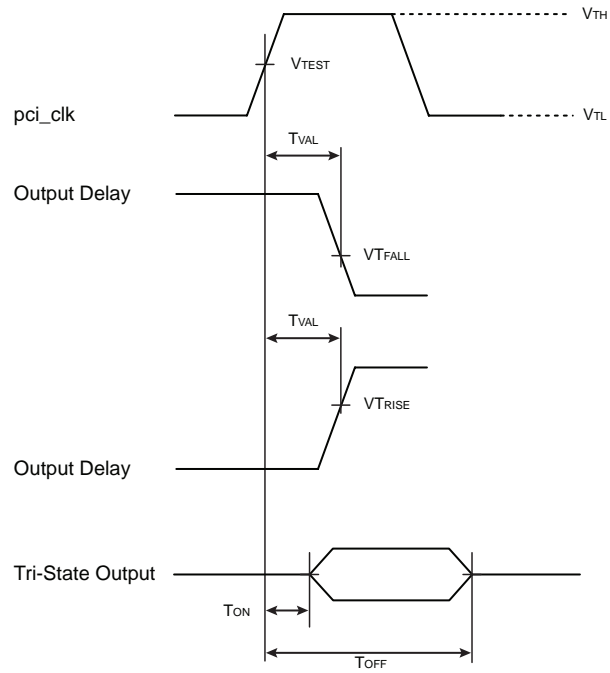 VTH
VTEST
pci_clk
VTL
TVAL
Output Delay
VTFALL
TVAL
VTRISE
Output Delay
Tri-State Output
TON
TOFF